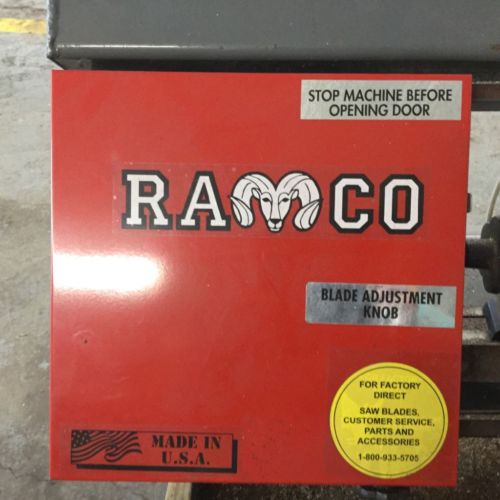 STOP MACHINE BEFORE
OPENING DOOR
RAMCO
BLADE ADJUSTMENT
KNOB
FOR FACTORY
DIRECT
SAW BLADES,
CUSTOMER SERVICE,
PARTS AND
ACCESSORIES
1-800-933-5705
MADE IN
U.S.A.